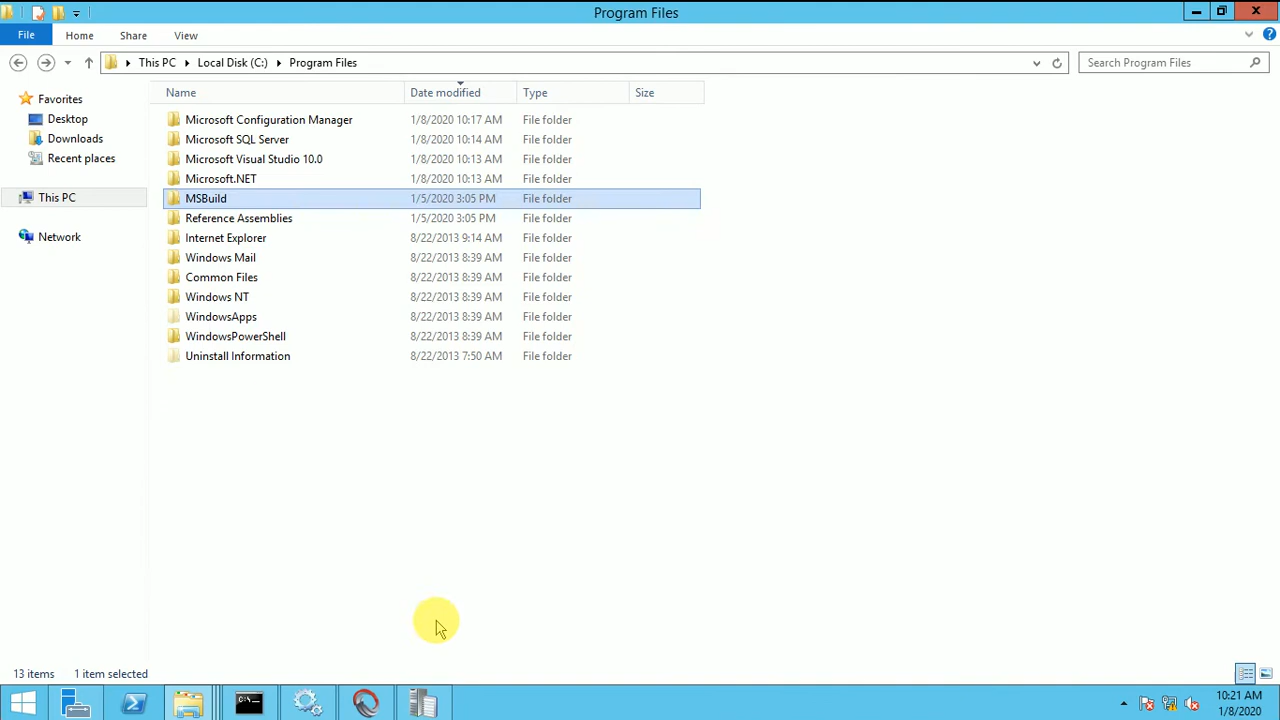 Program Files
File Home Share View
This PC Local Disk (C:) Program Files Search Program Files
Name Date modified Type Size
Favorites
Desktop
Downloads
Recent places
This PC
Network
Microsoft Configuration Manager 1/8/2020 10:17 AM File folder
Microsoft SQL Server 1/8/2020 10:14 AM File folder
Microsoft Visual Studio 10.0 1/8/2020 10:13 AM File folder
Microsoft.NET 1/8/2020 10:13 AM File folder
MSBuild 1/5/2020 3:05 PM File folder
Reference Assemblies 1/5/2020 3:05 PM File folder
Internet Explorer 8/22/2013 9:14 AM File folder
Windows Mail 8/22/2013 8:39 AM File folder
Common Files 8/22/2013 8:39 AM File folder
Windows NT 8/22/2013 8:39 AM File folder
WindowsApps 8/22/2013 8:39 AM File folder
WindowsPowerShell 8/22/2013 8:39 AM File folder
Uninstall Information 8/22/2013 7:50 AM File folder
13 items 1 item selected
10:21 AM
1/8/2020